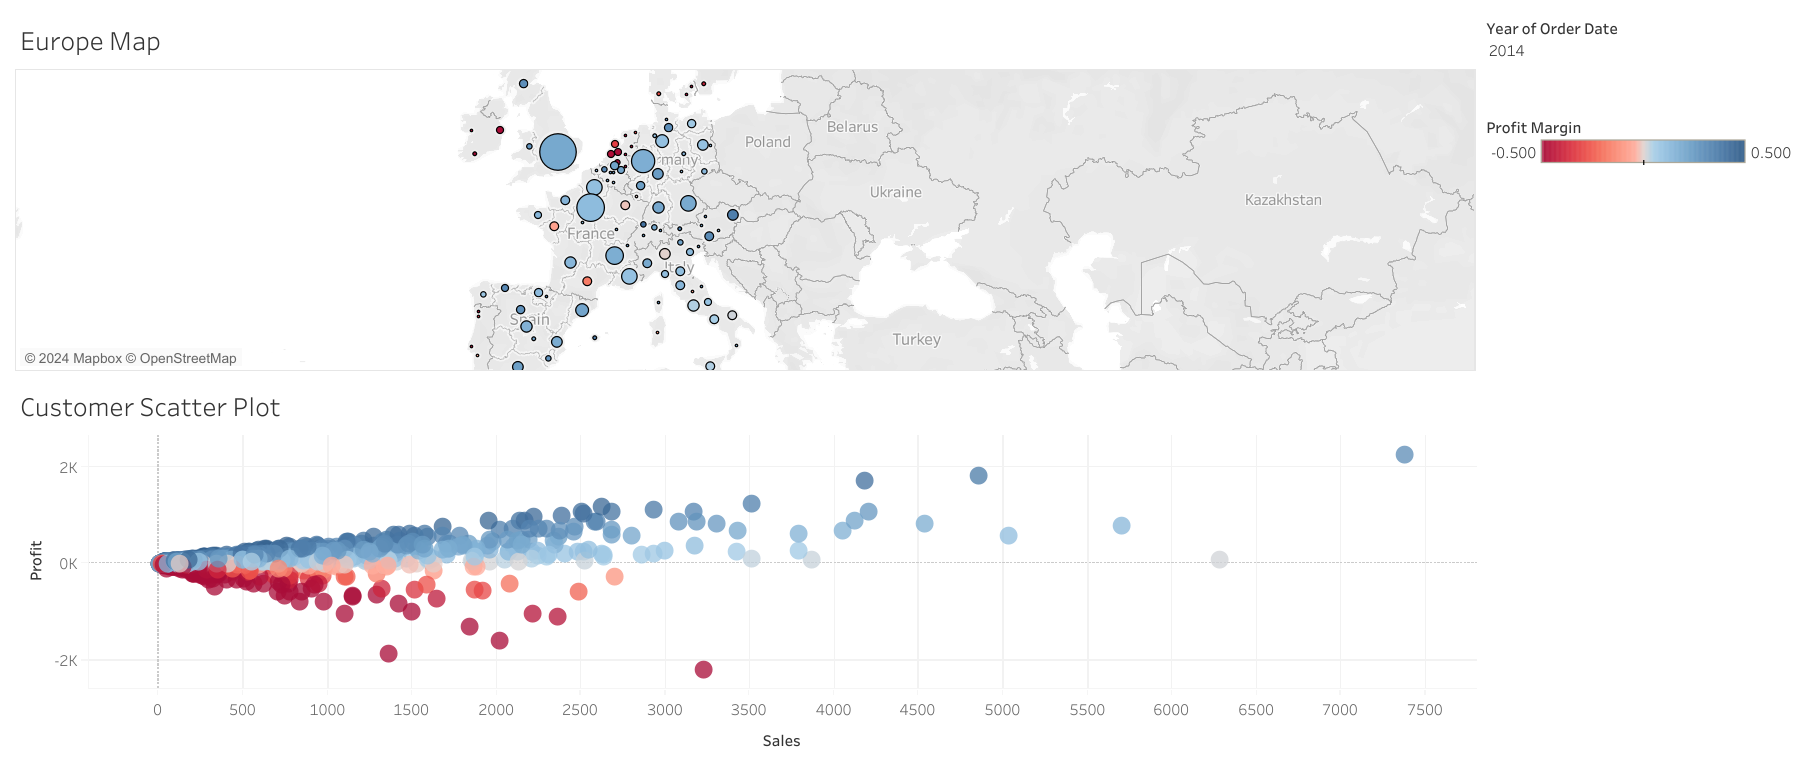 Europe Map
Year of Order Date
2014
Profit Margin
-0.500
0.500
Belarus
Poland
Ukraine
Kazakhstan
France
Italy
Spain
Turkey
© 2024 Mapbox © OpenStreetMap
Customer Scatter Plot
Profit
2K
0K
-2K
0 500 1000 1500 2000 2500 3000 3500 4000 4500 5000 5500 6000 6500 7000 7500
Sales